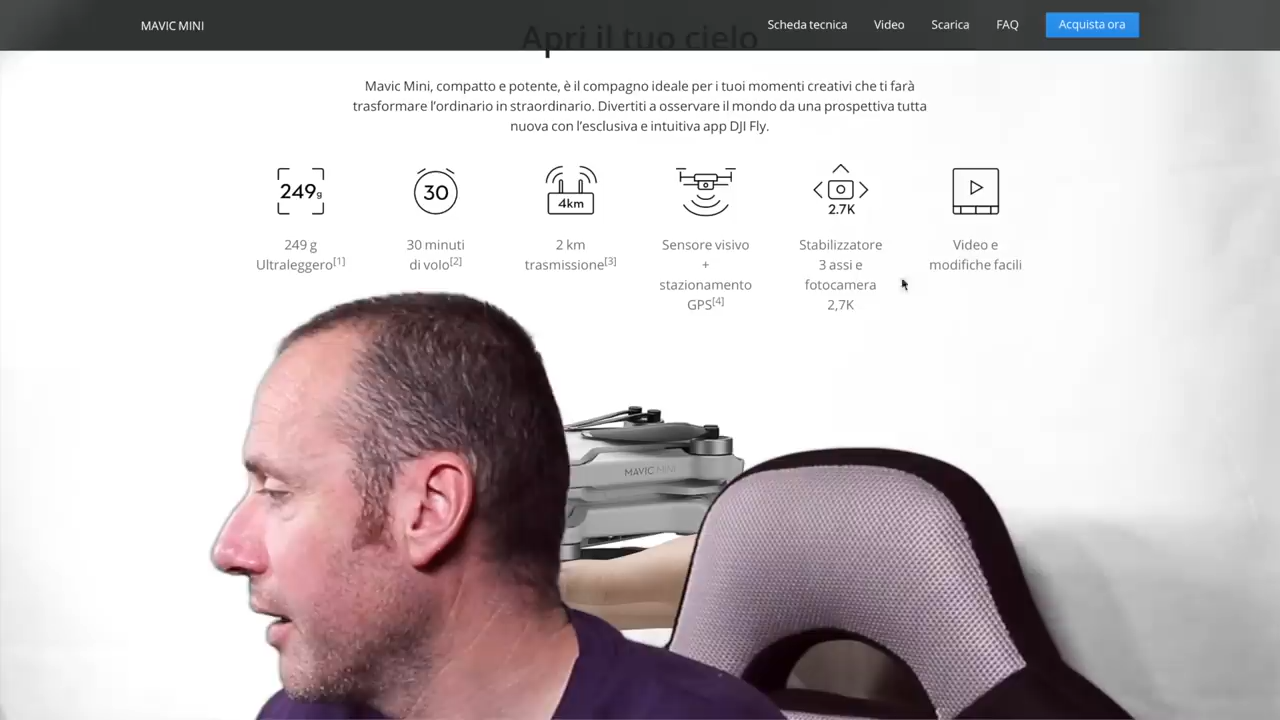 MAVIC MINI
Scheda tecnica
Video
Scarica
FAQ
Acquista ora
Apri il tuo cielo
Mavic Mini, compatto e potente, è il compagno ideale per i tuoi momenti creativi che ti farà
trasformare l'ordinario in straordinario. Divertiti a osservare il mondo da una prospettiva tutta
nuova con l'esclusiva e intuitiva app DJI Fly.
249g
30
4km
2.7K
249 g
Ultraleggero[1]
30 minuti
di volo[2]
2 km
trasmissione[3]
Sensore visivo
+
stazionamento
GPS[4]
Stabilizzatore
3 assi e
fotocamera
2,7K
Video e
modifiche facili
MAVIC MINI